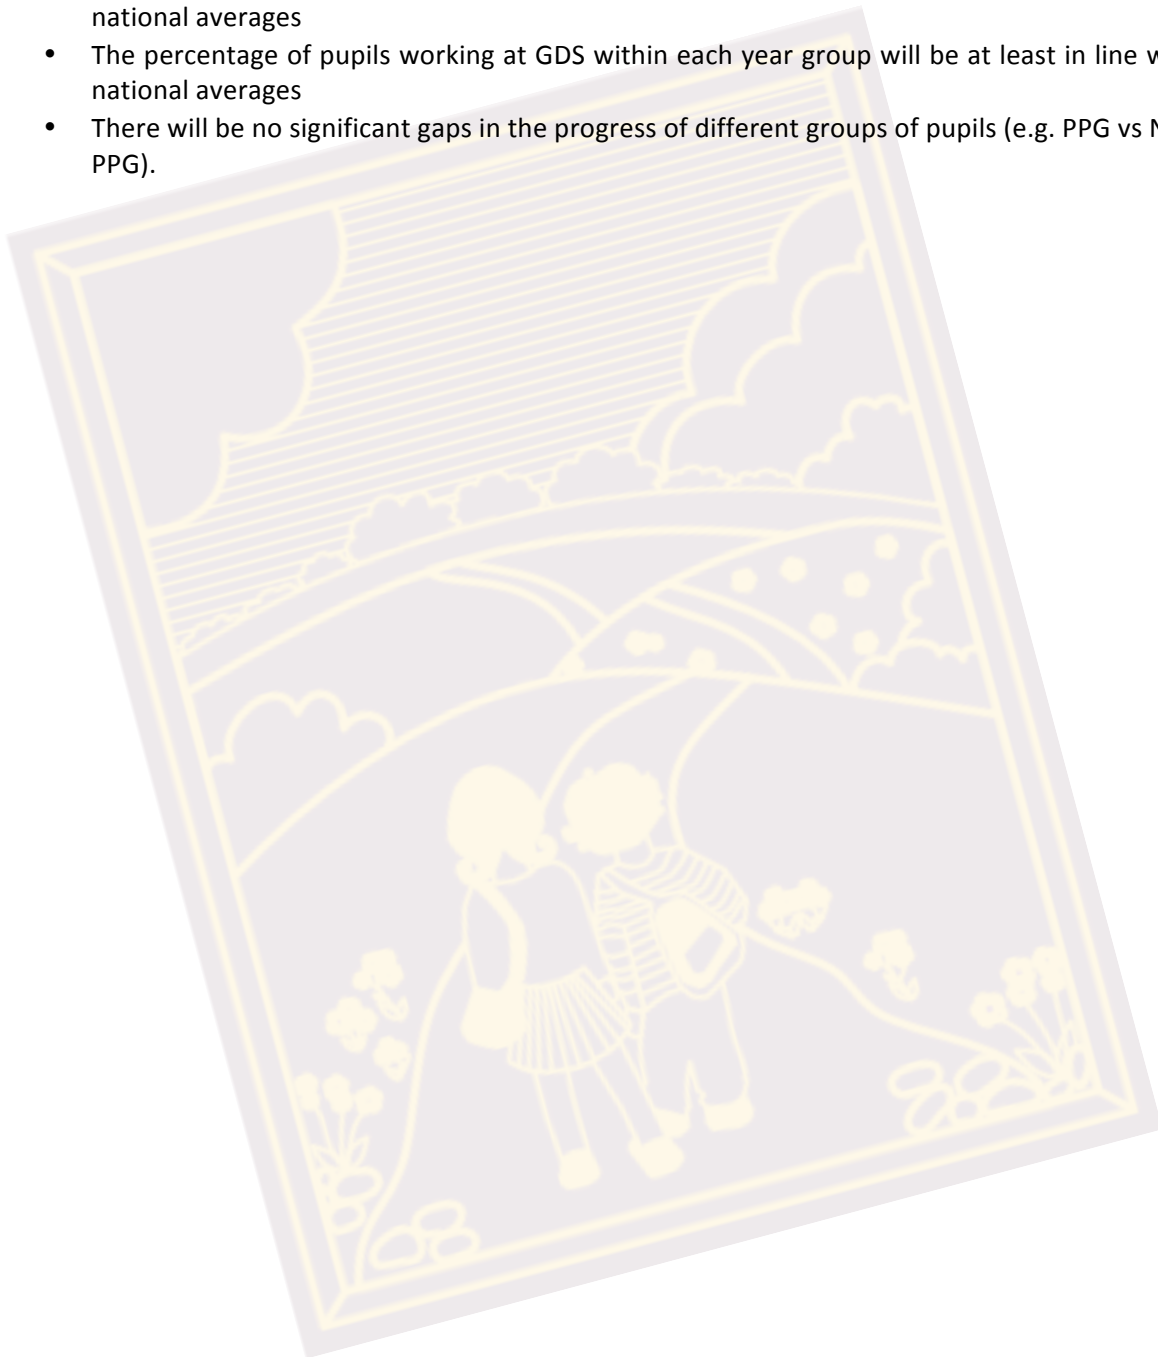 national averages
• The percentage of pupils working at GDS within each year group will be at least in line w
national averages
• There will be no significant gaps in the progress of different groups of pupils (e.g. PPG vs N
PPG).